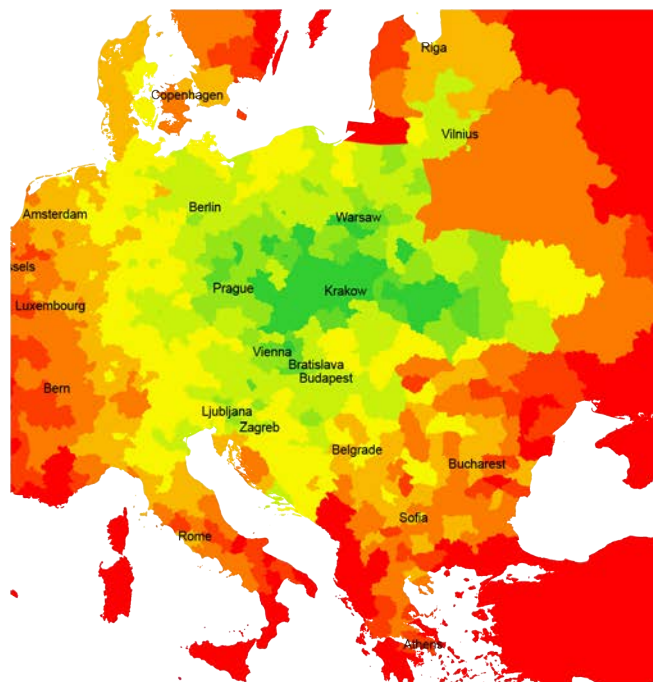 Riga
Copenhagen
Vilnius
Amsterdam
Berlin
Warsaw
ssels
Prague
Krakow
Luxembourg
Vienna
Bratislava
Budapest
Bern
Ljubljana
Zagreb
Belgrade
Bucharest
Sofia
Rome
Athens